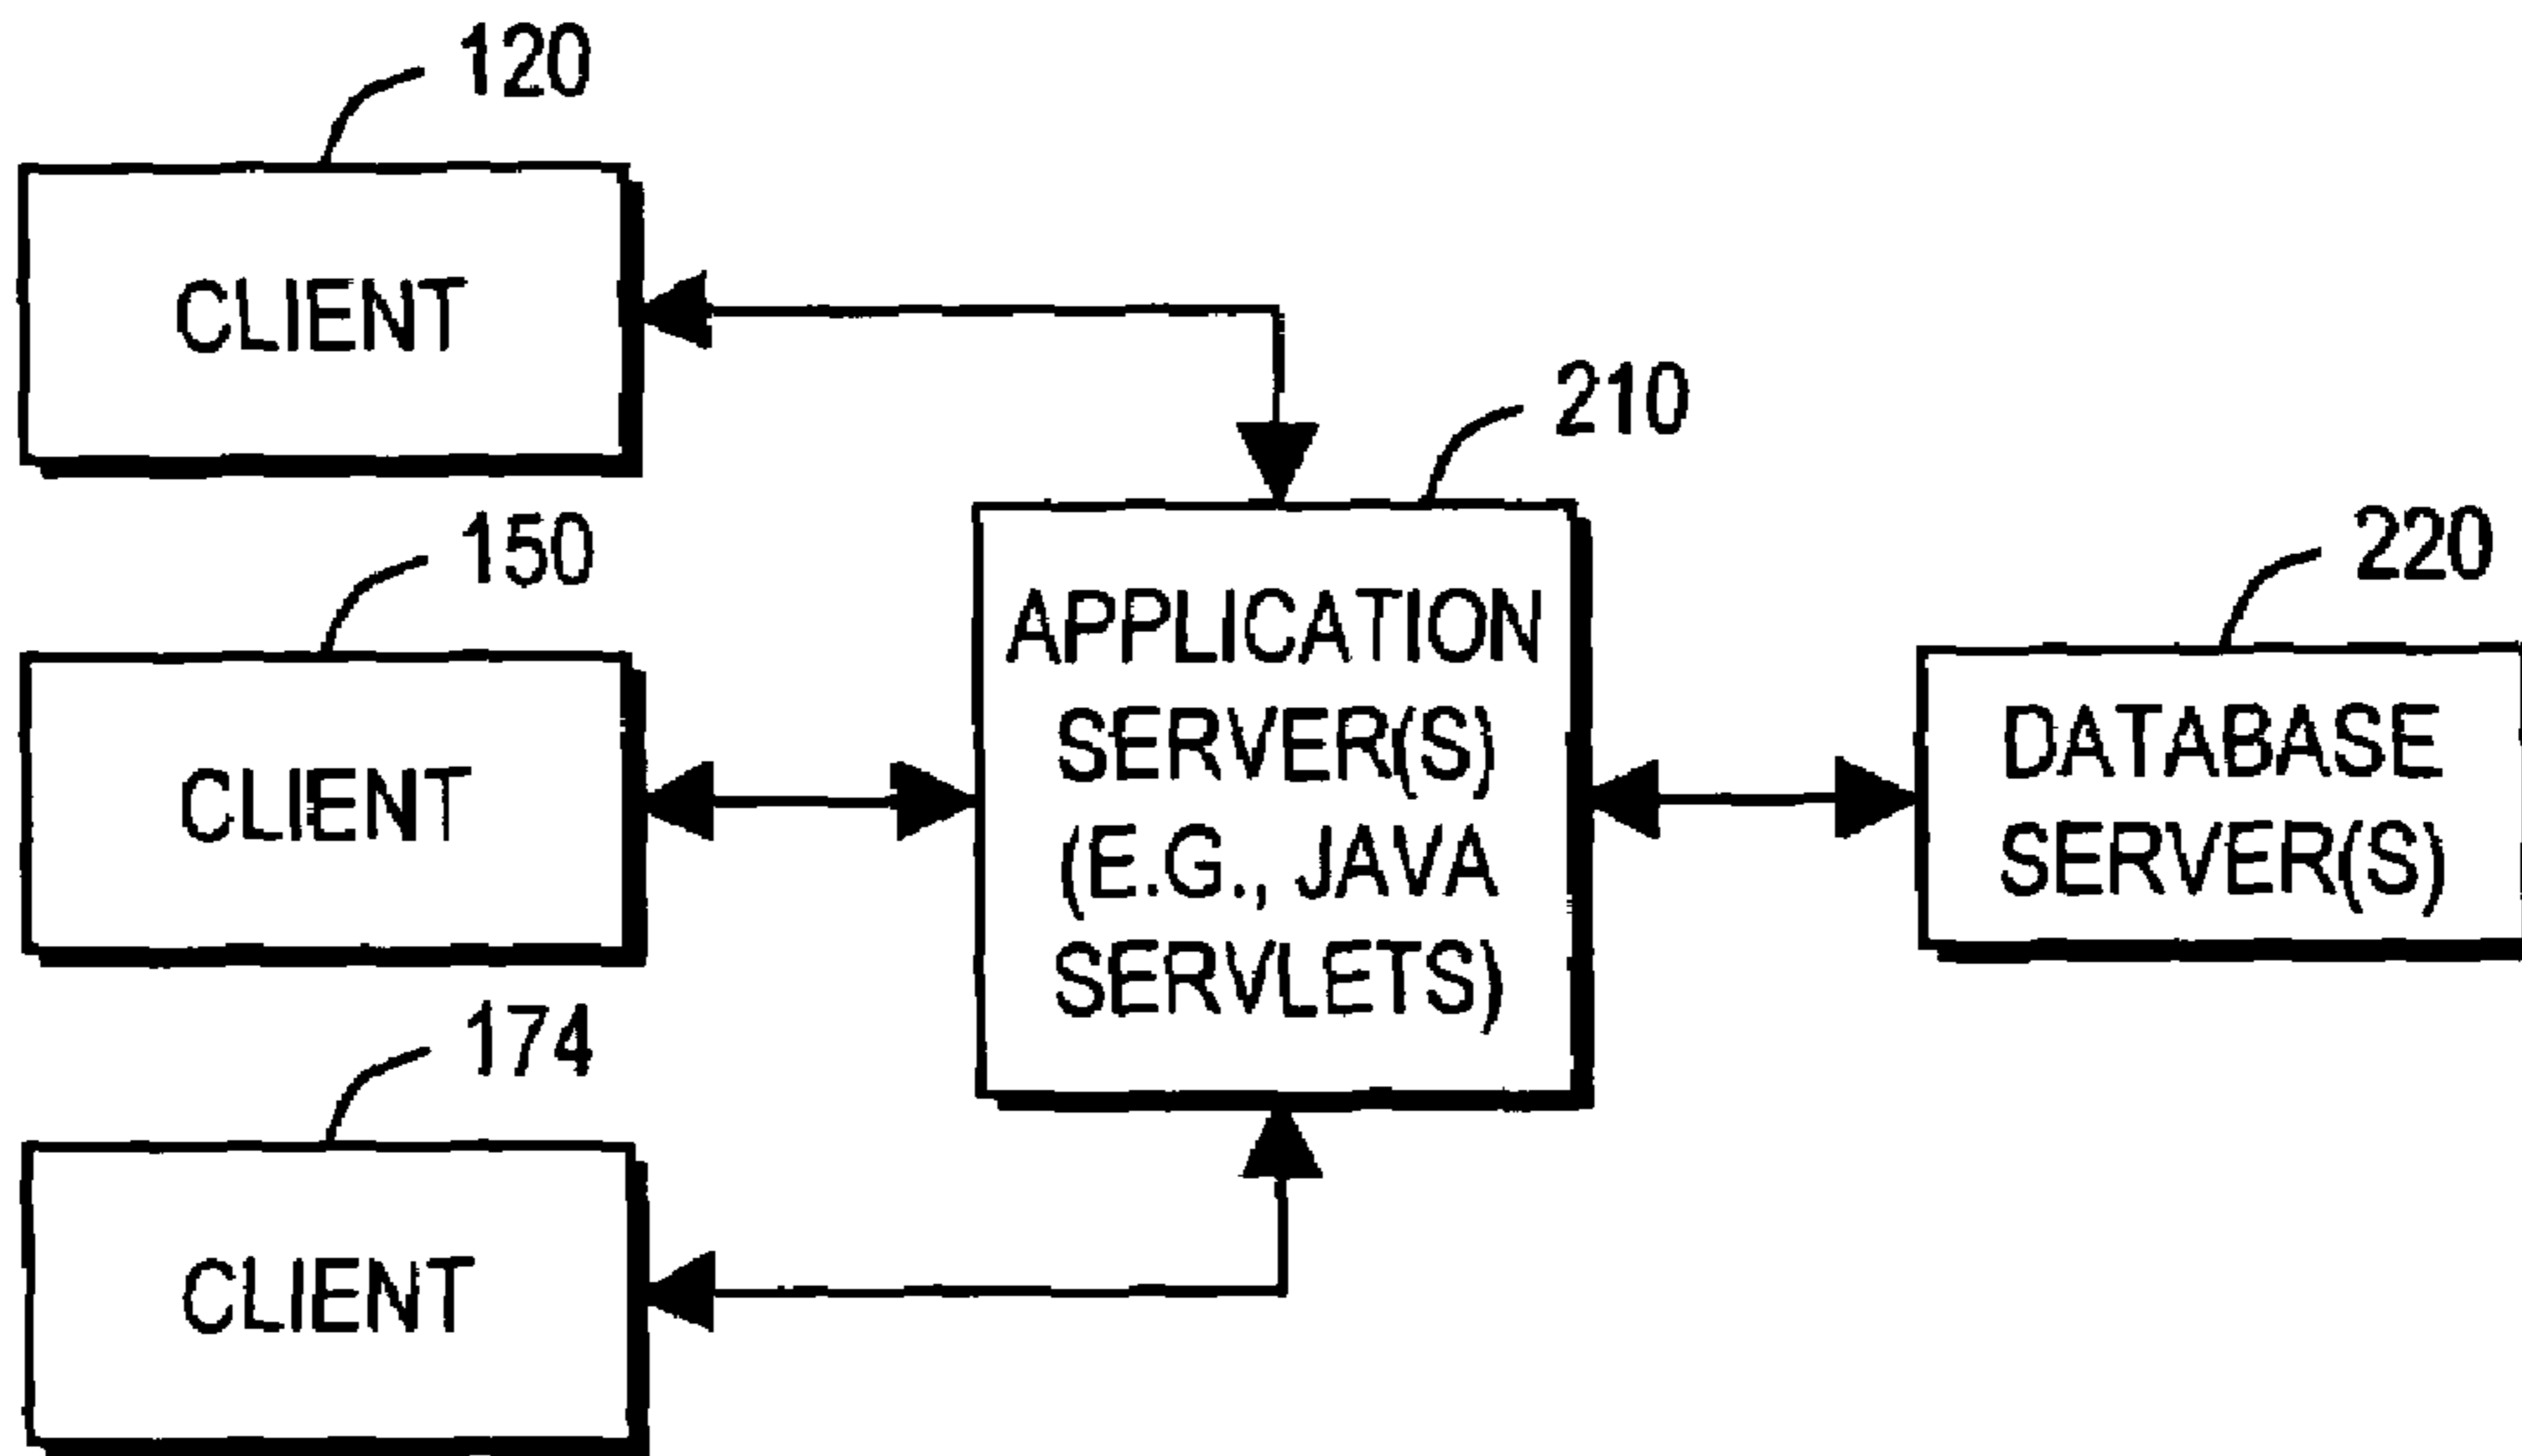 120
CLIENT
150
CLIENT
174
CLIENT
210
APPLICATION
SERVER(S)
(E.G., JAVA
SERVLETS)
220
DATABASE
SERVER(S)